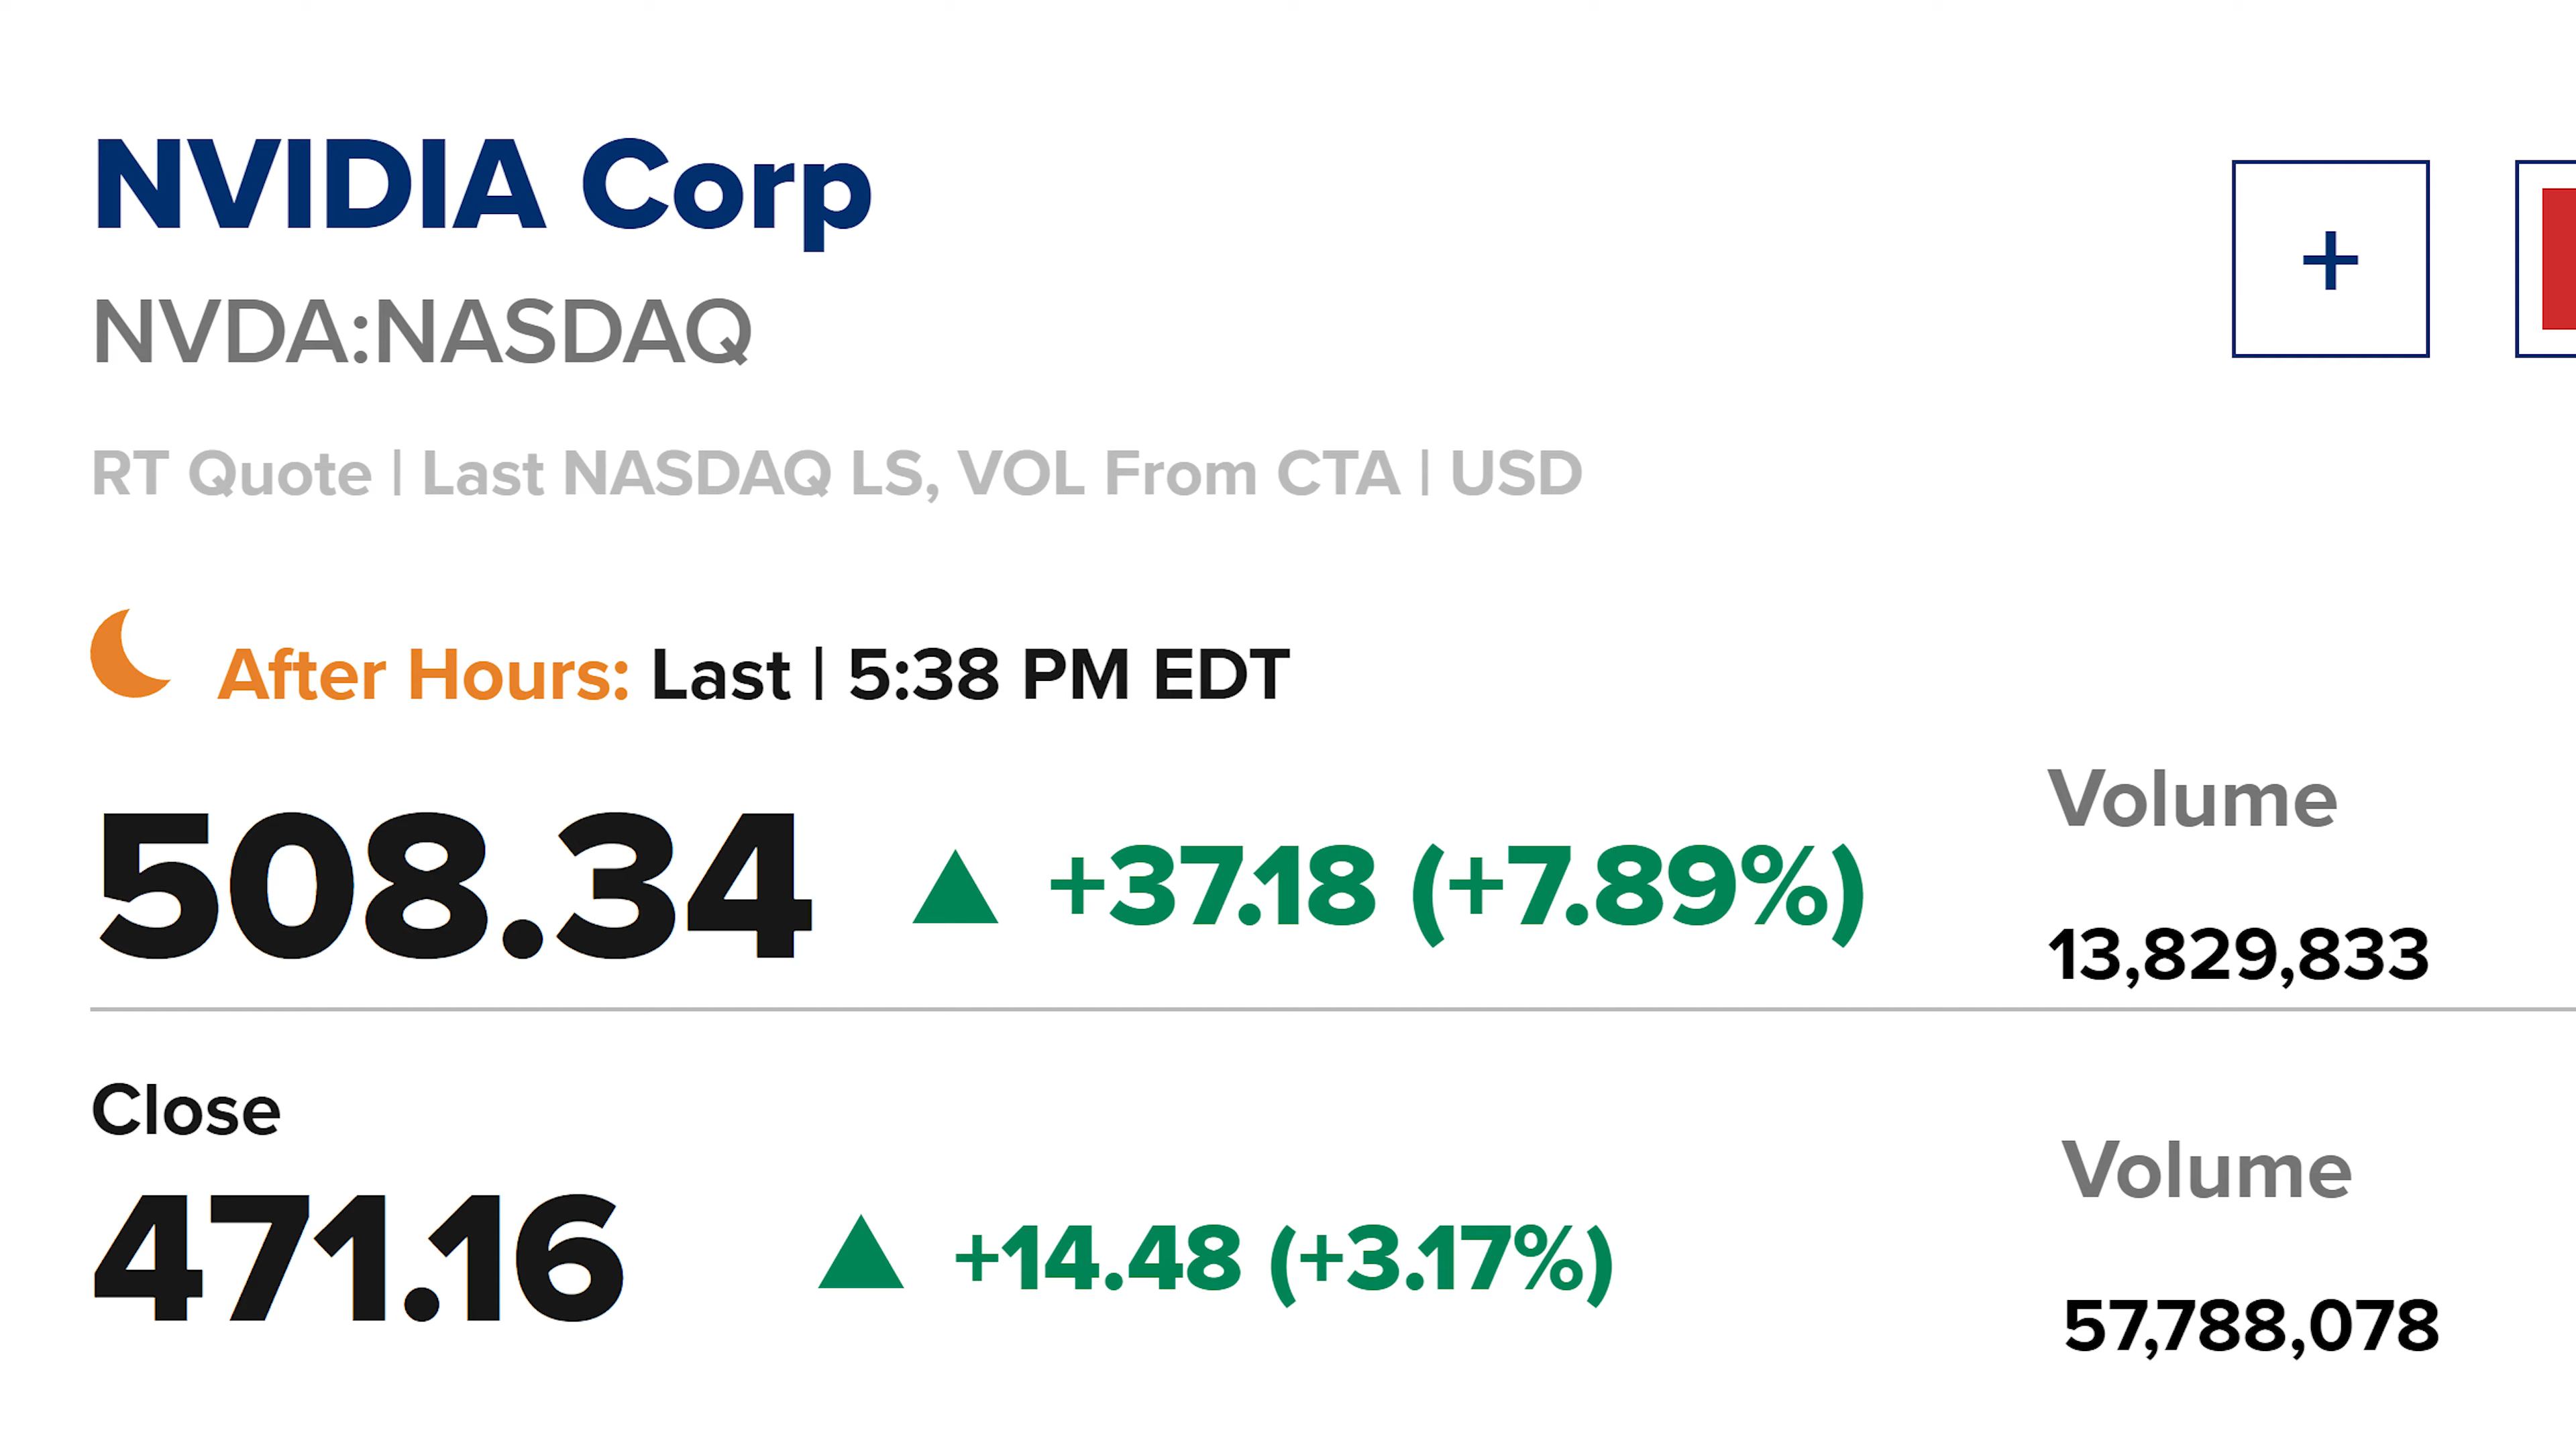 NVIDIA Corp
+
NVDA:NASDAQ
RT Quote | Last NASDAQ LS, VOL From CTA | USD
After Hours: Last | 5:38 PM EDT
508.34 ▲ +37.18 (+7.89%)
Volume
13,829,833
Close
471.16 ▲ +14.48 (+3.17%)
Volume
57,788,078